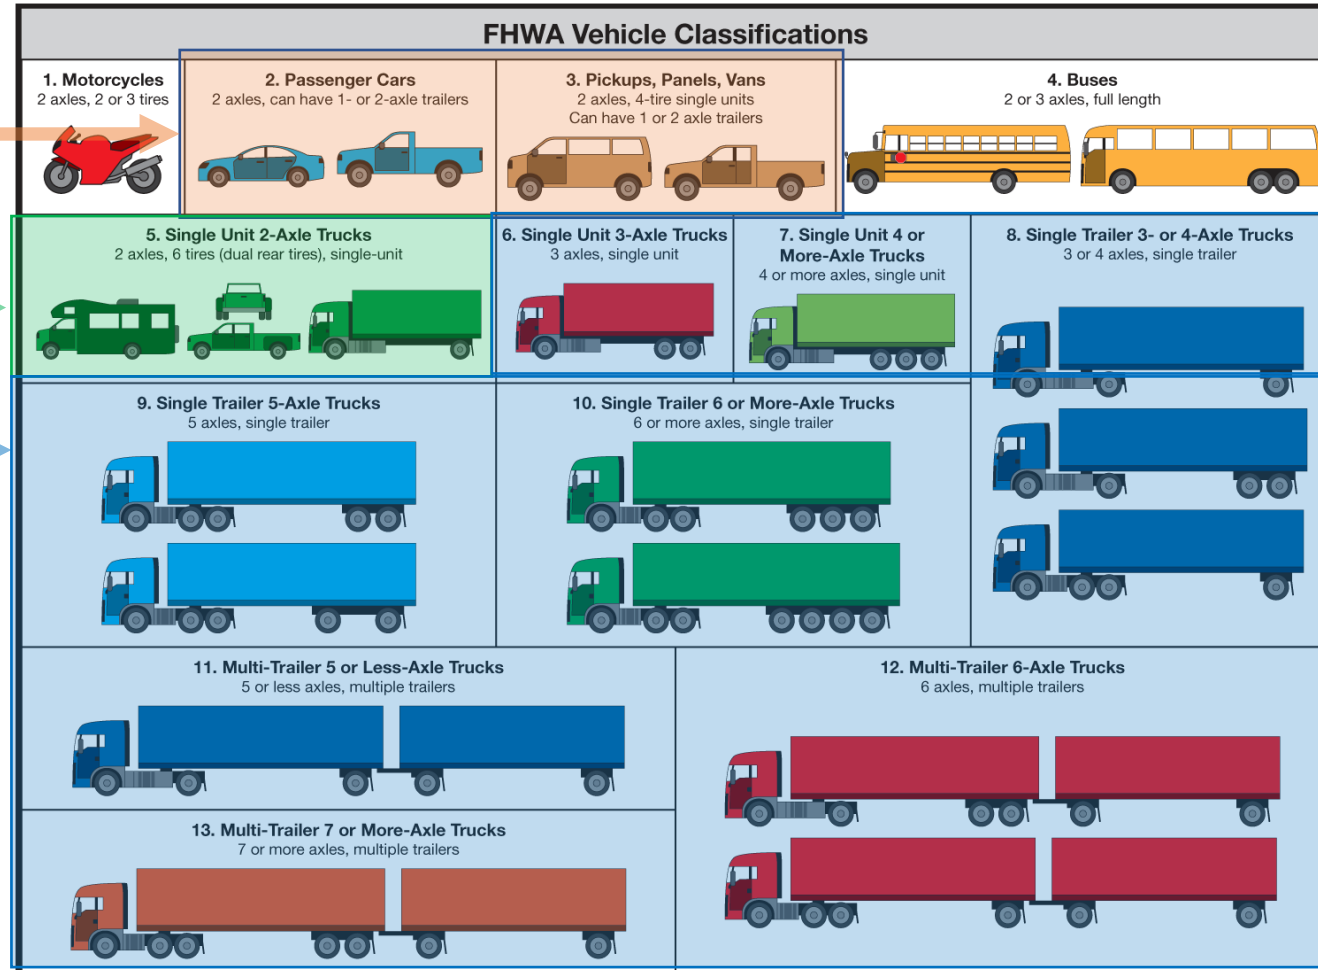 FHWA Vehicle Classifications
1. Motorcycles
2 axles, 2 or 3 tires
2. Passenger Cars
2 axles, can have 1- or 2-axle trailers
3. Pickups, Panels, Vans
2 axles, 4-tire single units
Can have 1 or 2 axle trailers
4. Buses
2 or 3 axles, full length
5. Single Unit 2-Axle Trucks
2 axles, 6 tires (dual rear tires), single-unit
6. Single Unit 3-Axle Trucks
3 axles, single unit
7. Single Unit 4 or
More-Axle Trucks
4 or more axles, single unit
8. Single Trailer 3- or 4-Axle Trucks
3 or 4 axles, single trailer
9. Single Trailer 5-Axle Trucks
5 axles, single trailer
10. Single Trailer 6 or More-Axle Trucks
6 or more axles, single trailer
11. Multi-Trailer 5 or Less-Axle Trucks
5 or less axles, multiple trailers
12. Multi-Trailer 6-Axle Trucks
6 axles, multiple trailers
13. Multi-Trailer 7 or More-Axle Trucks
7 or more axles, multiple trailers